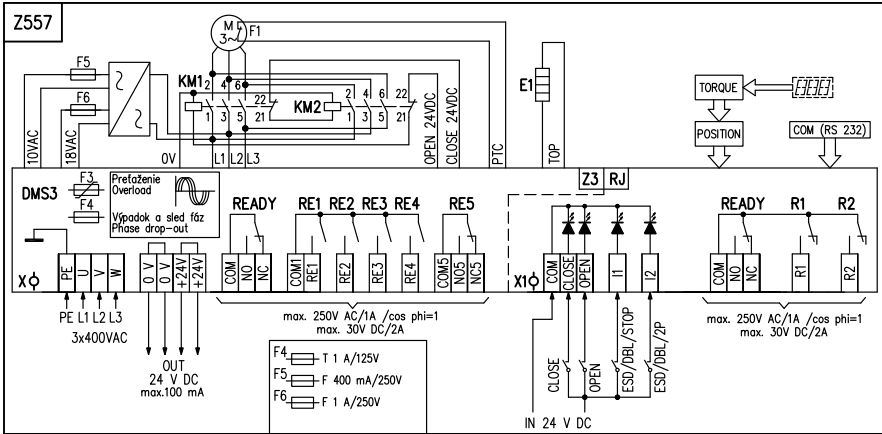 Z557
M
3~
F1
F5
F6
KM1
2 4 6
1 3 5
22
21
KM2
2 4 6
1 3 5
22
21
E1
TORQUE
POSITION
COM (RS 232)
10VAC
18VAC
0V
L1 L2 L3
OPEN 24VDC
CLOSE 24VDC
PTC
TOP
DMS3
F3
F4
Preťaženie
Overload
Výpadok a sled fáz
Phase drop-out
Z3 RJ
READY
RE1 RE2 RE3 RE4
RE5
READY
R1
R2
X
PE U V W
0 V
0 V
+24V
+24V
COM NO NC
COM1 RE1 RE2 RE3 RE4
COM5 NO5 NC5
X1
COM CLOSE OPEN I1 I2
COM NO NC
R1
R2
PE L1 L2 L3
3x400VAC
OUT
24 V DC
max.100 mA
max. 250V AC/1A /cos phi=1
max. 30V DC/2A
F4 T 1 A/125V
F5 F 400 mA/250V
F6 F 1 A/250V
CLOSE
OPEN
ESD/DBL/STOP
ESD/DBL/2P
IN 24 V DC
max. 250V AC/1A /cos phi=1
max. 30V DC/2A